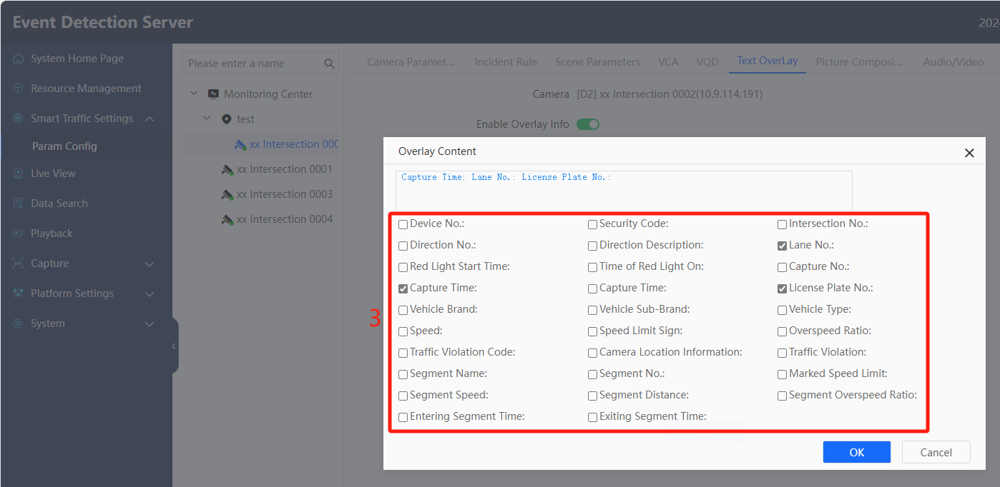 Event Detection Server
202
System Home Page
Resource Management
Smart Traffic Settings
Param Config
Live View
Data Search
Playback
Capture
Platform Settings
System
Please enter a name
Monitoring Center
test
xx Intersection 000
xx Intersection 0001
xx Intersection 0003
xx Intersection 0004
Camera Paramet... Incident Rule Scene Parameters VCA VQD Text OverLay Picture Composi... Audio/Video
Camera [D2] xx Intersection 0002(10.9.114.191)
Enable Overlay Info
Overlay Content
Capture Time: Lane No.: License Plate No.:
3
Device No.: Security Code: Intersection No.:
Direction No.: Direction Description: Lane No.:
Red Light Start Time: Time of Red Light On: Capture No.:
Capture Time: Capture Time: License Plate No.:
Vehicle Brand: Vehicle Sub-Brand: Vehicle Type:
Speed: Speed Limit Sign: Overspeed Ratio:
Traffic Violation Code: Camera Location Information: Traffic Violation:
Segment Name: Segment No.: Marked Speed Limit:
Segment Speed: Segment Distance: Segment Overspeed Ratio:
Entering Segment Time: Exiting Segment Time:
OK Cancel